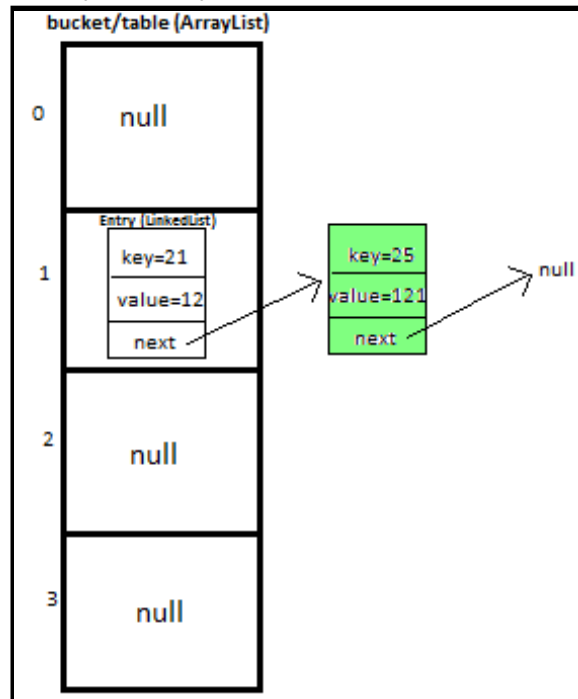 bucket/table (ArrayList)
0
null
Entry (LinkedList)
1
key=21
value=12
next
key=25
value=121
next
null
2
null
3
null